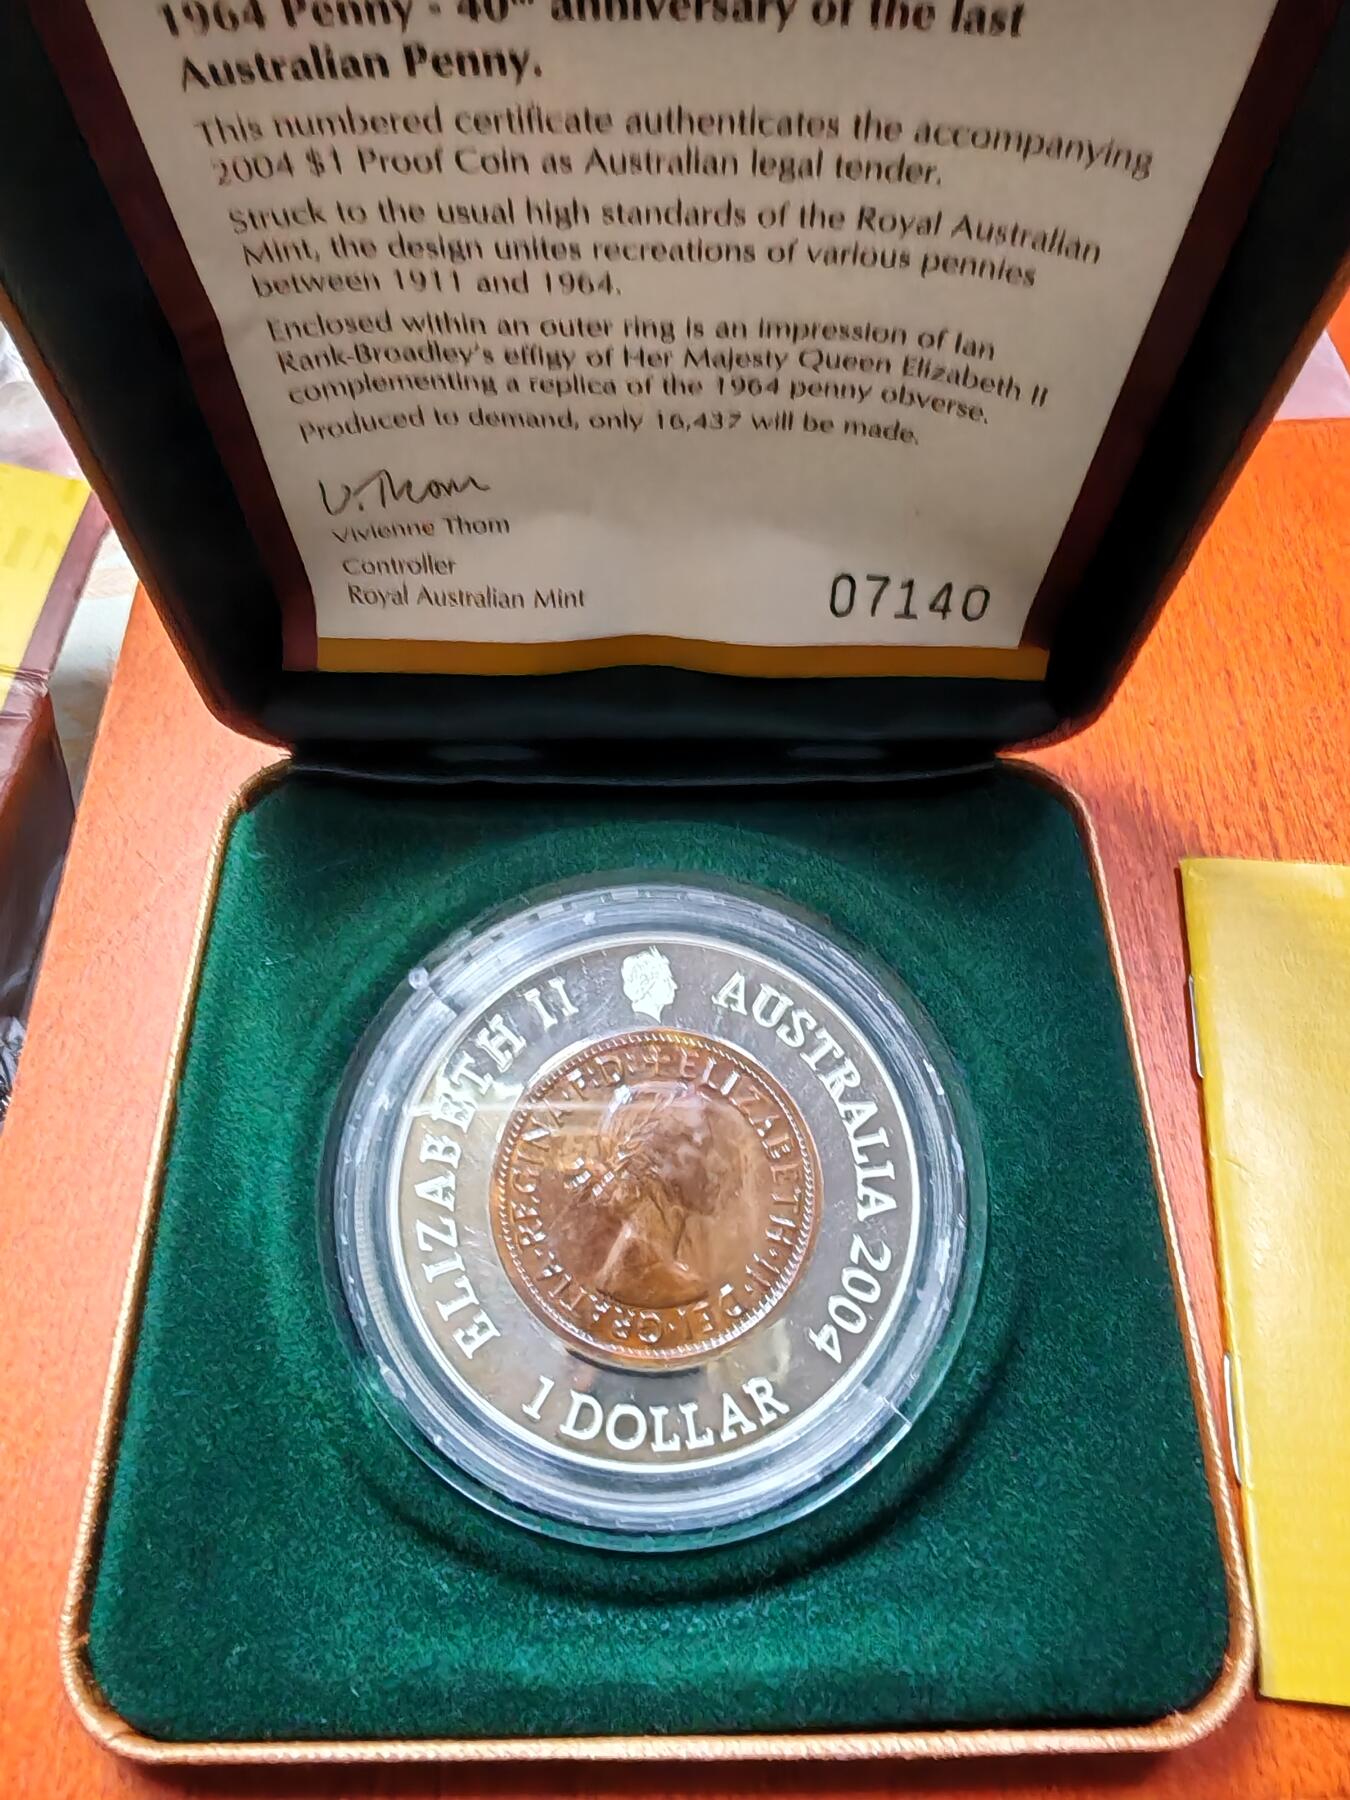 1964 Penny - 40th anniversary of the last
Australian Penny.
This numbered certificate authenticates the accompanying
2004 $1 Proof Coin as Australian legal tender.
Struck to the usual high standards of the Royal Australian
Mint, the design unites recreations of various pennies
between 1911 and 1964.
Enclosed within an outer ring is an impression of Ian
Rank-Broadley's effigy of Her Majesty Queen Elizabeth II
complementing a replica of the 1964 penny obverse.
Produced to demand, only 16,437 will be made.
V. Thom
Vivienne Thom
Controller
Royal Australian Mint
07140
ELIZABETH II
AUSTRALIA 2004
1 DOLLAR
ELIZABETH·II·DEI·GRATIA·REGINA·F:D: